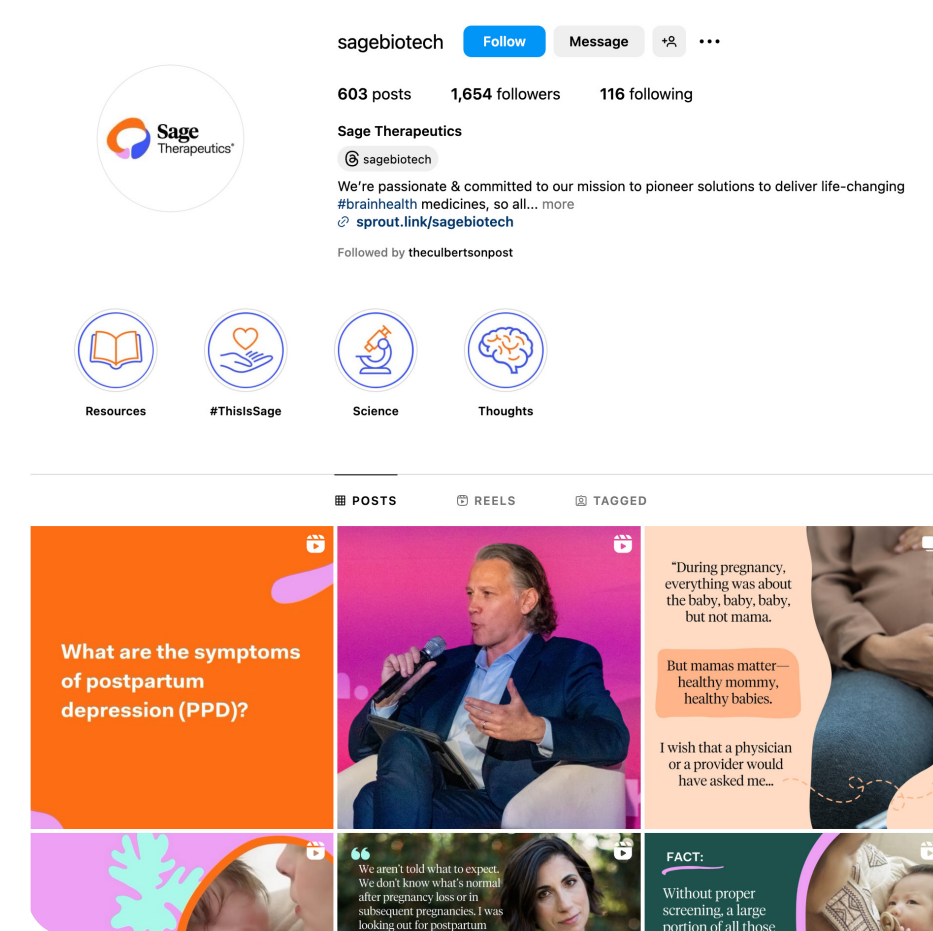 sagebiotech
Follow
Message
603 posts
1,654 followers
116 following
Sage
Therapeutics®
Sage Therapeutics
sagebiotech
We’re passionate & committed to our mission to pioneer solutions to deliver life-changing
#brainhealth medicines, so all... more
sprout.link/sagebiotech
Followed by theculbertsonpost
Resources
#ThisIsSage
Science
Thoughts
POSTS
REELS
TAGGED
What are the symptoms
of postpartum
depression (PPD)?
“During pregnancy,
everything was about
the baby, baby, baby,
but not mama.
But mamas matter—
healthy mommy,
healthy babies.
I wish that a physician
or a provider would
have asked me...
We aren't told what to expect.
We don't know what's normal
after pregnancy loss or in
subsequent pregnancies. I was
looking out for postpartum
FACT:
Without proper
screening, a large
portion of all those